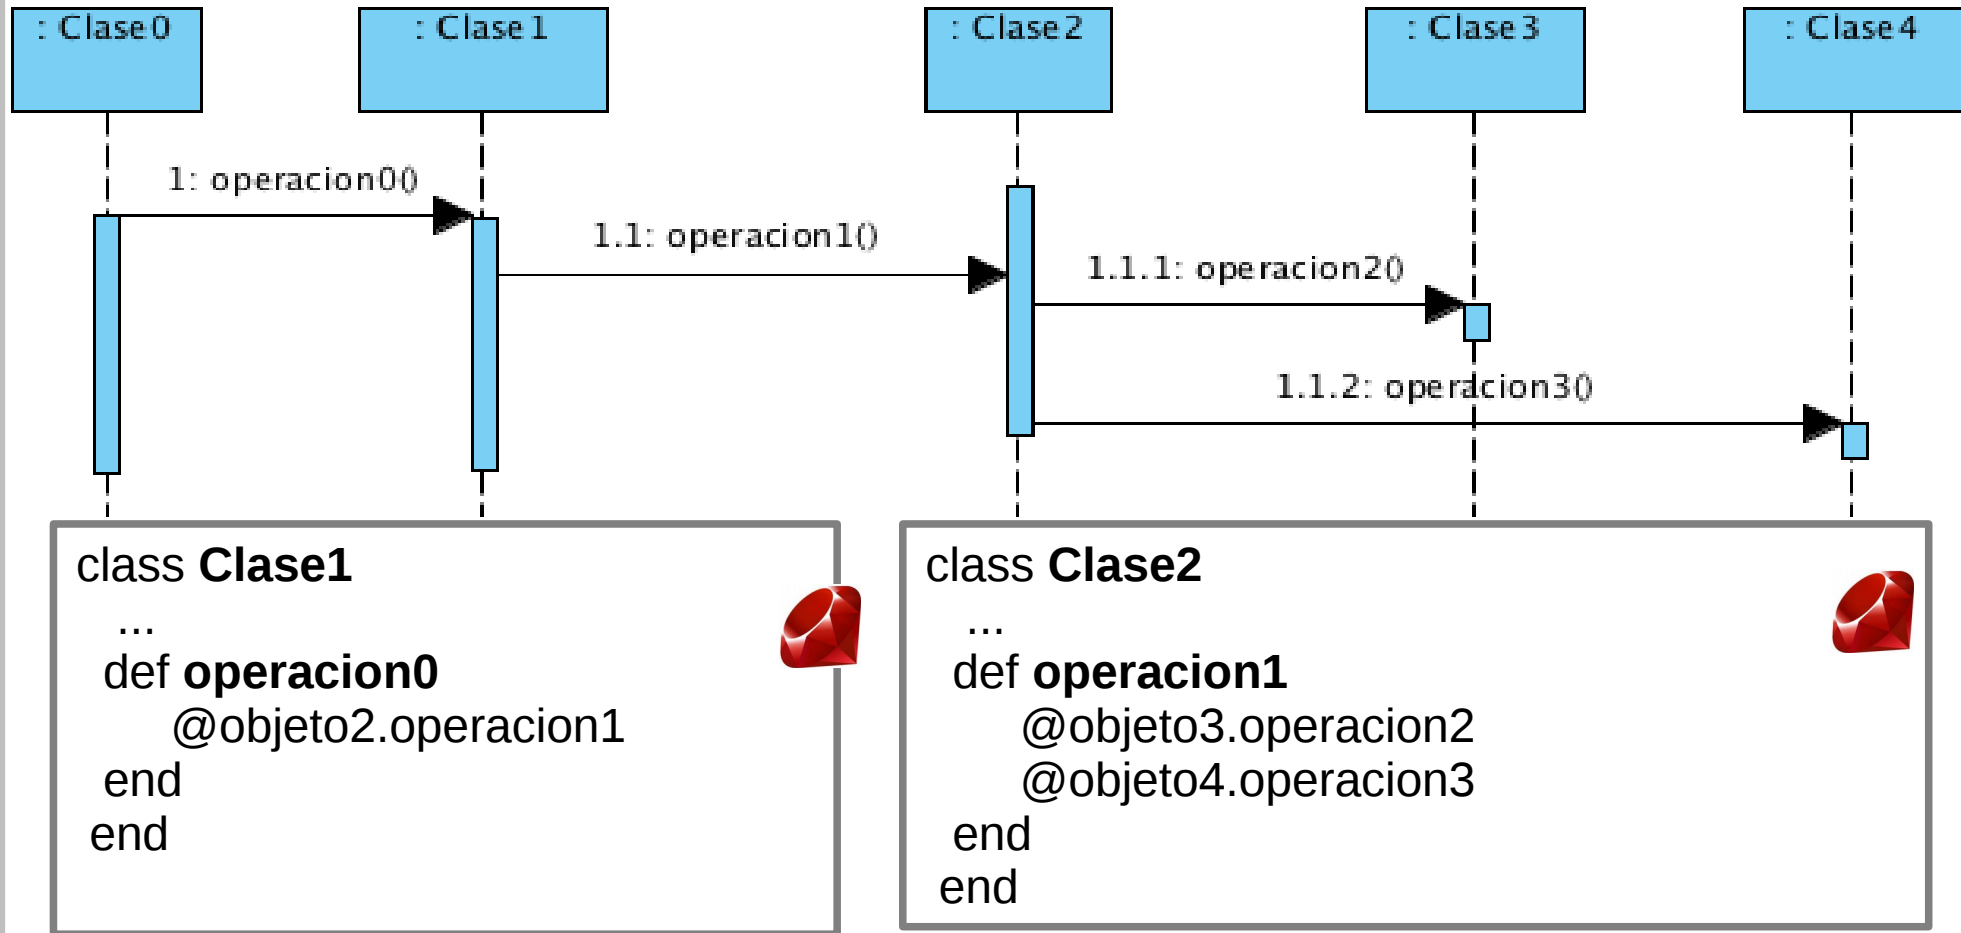 : Clase0
: Clase1
: Clase2
: Clase3
: Clase4
1: operacion0()
1.1: operacion1()
1.1.1: operacion2()
1.1.2: operacion3()
class Clase1
...
def operacion0
@objeto2.operacion1
end
end
class Clase2
...
def operacion1
@objeto3.operacion2
@objeto4.operacion3
end
end